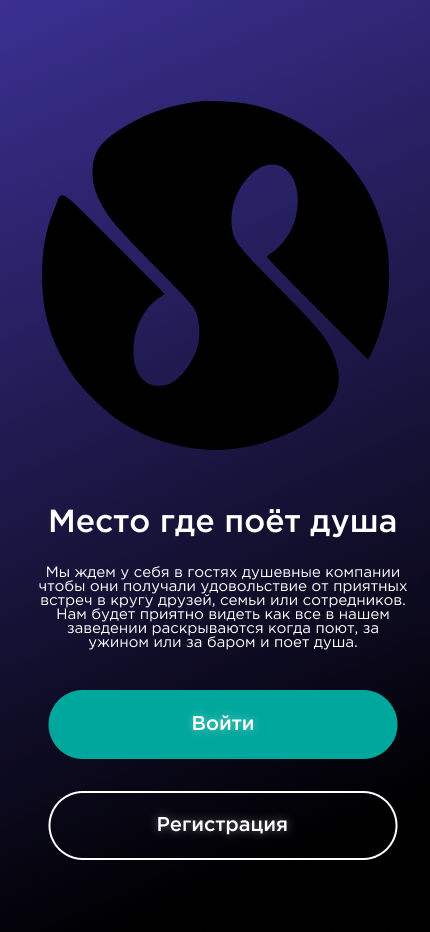 Место где поёт душа
Мы ждем у себя в гостях душевные компании
чтобы они получали удовольствие от приятных
встреч в кругу друзей, семьи или сотредников.
Нам будет приятно видеть как все в нашем
заведении раскрываются когда поют, за
ужином или за баром и поет душа.
Войти
Регистрация